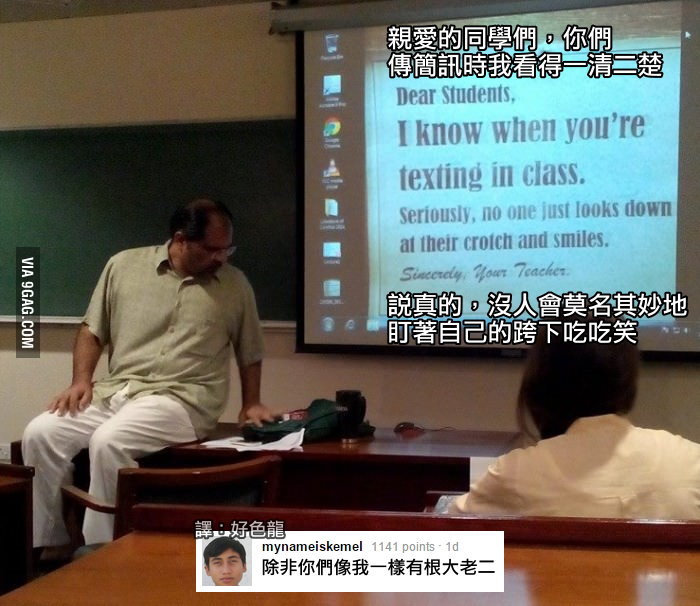 親愛的同學們，你們
傳簡訊時我看得一清二楚
Dear Students,
I know when you're
texting in class.
Seriously, no one just looks down
at their crotch and smiles.
Sincerely, Your Teacher.
說真的，沒人會莫名其妙地
盯著自己的跨下吃吃笑
VIA 9GAG.COM
譯：好色龍
mynameiskemel 1141 points · 1d
除非你們像我一樣有根大老二